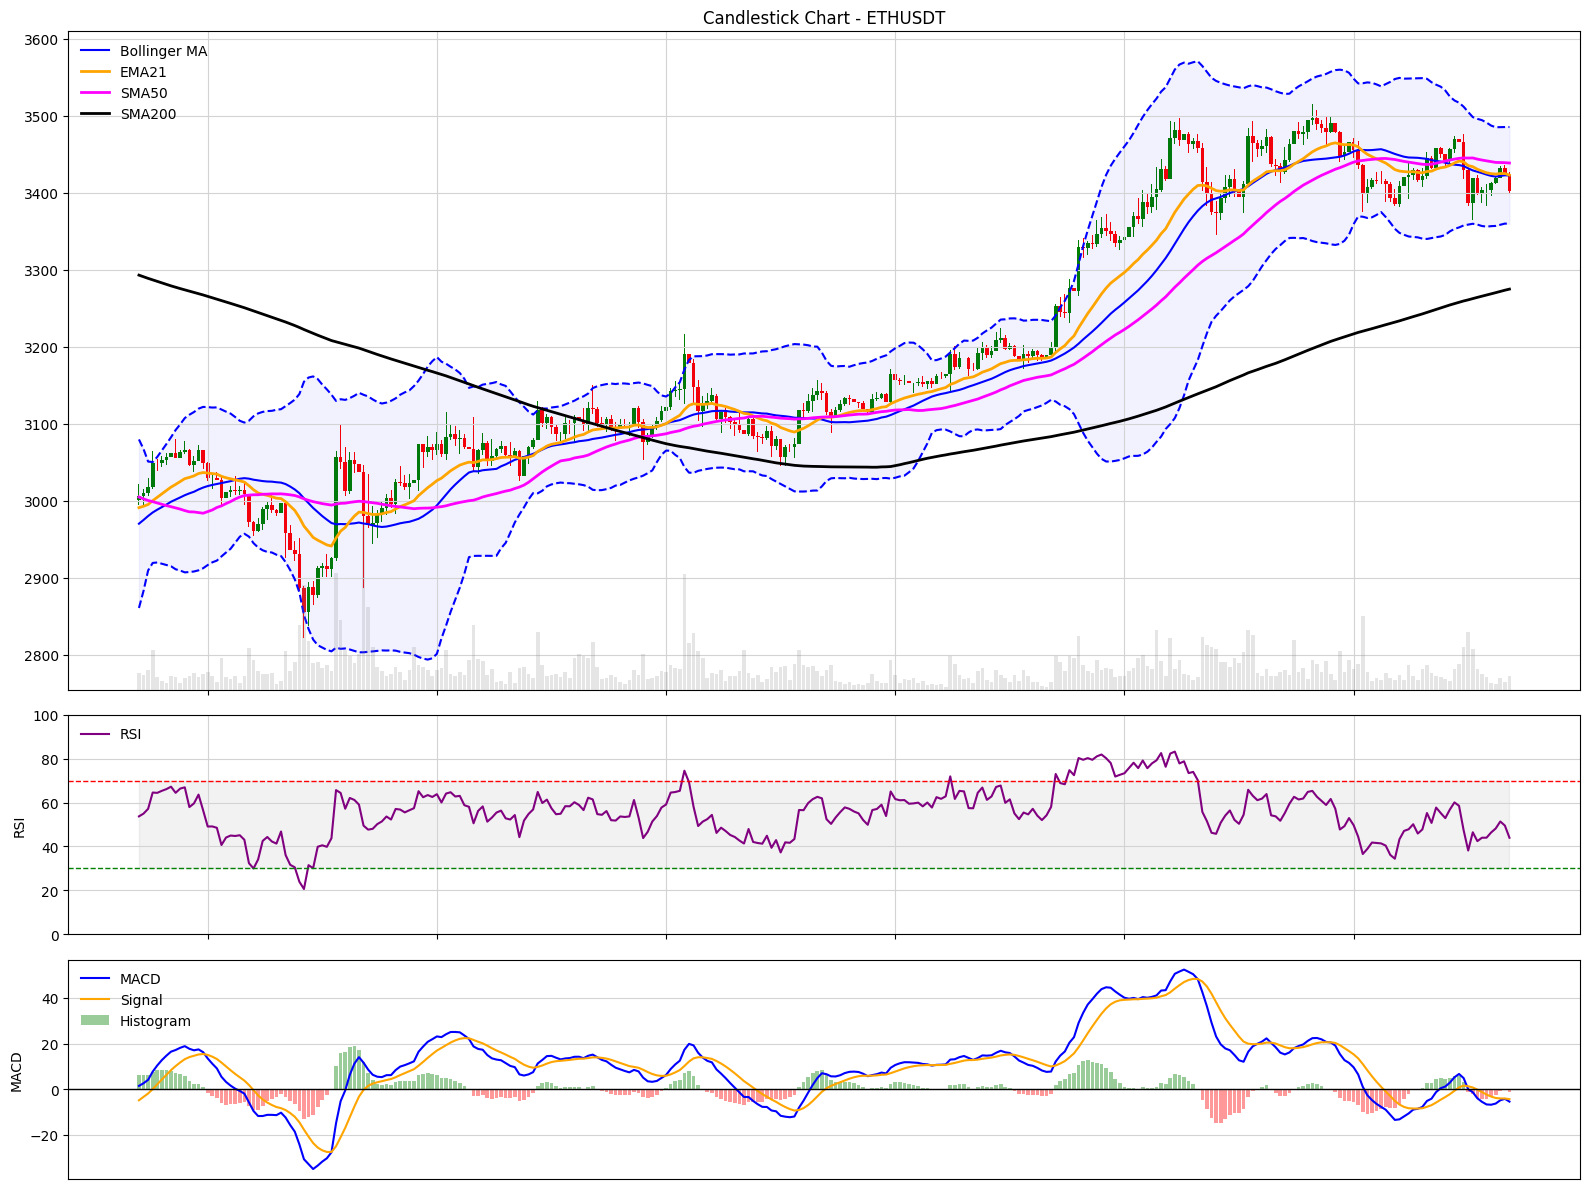 Candlestick Chart - ETHUSDT
Bollinger MA
EMA21
SMA50
SMA200
3600
3500
3400
3300
3200
3100
3000
2900
2800
RSI
100
80
60
40
20
0
RSI
MACD
Signal
Histogram
40
20
0
−20
MACD